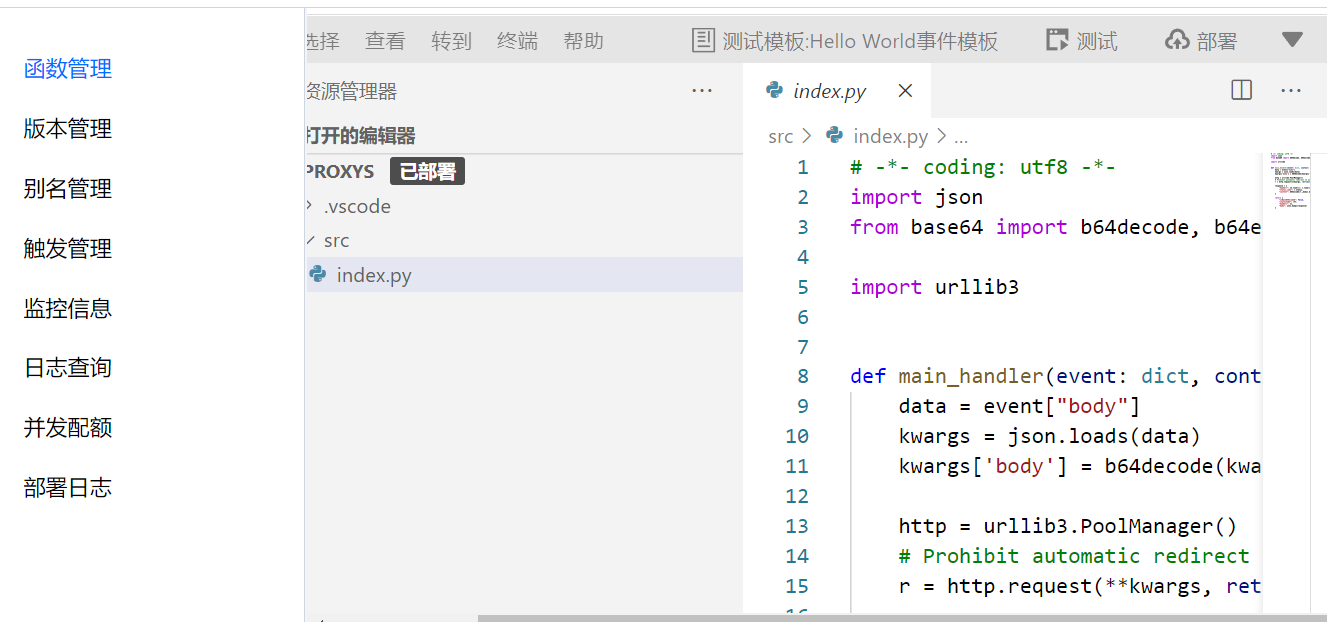 函数管理
版本管理
别名管理
触发管理
监控信息
日志查询
并发配额
部署日志
选择 查看 转到 终端 帮助 测试模板:Hello World事件模板 测试 部署
资源管理器 ...
打开的编辑器
PROXYS 已部署
.vscode
src
index.py
index.py
src > index.py > ...
1 # -*- coding: utf8 -*-
2 import json
3 from base64 import b64decode, b64e
4
5 import urllib3
6
7
8 def main_handler(event: dict, cont
9 data = event["body"]
10 kwargs = json.loads(data)
11 kwargs['body'] = b64decode(kwa
12
13 http = urllib3.PoolManager()
14 # Prohibit automatic redirect
15 r = http.request(**kwargs, ret